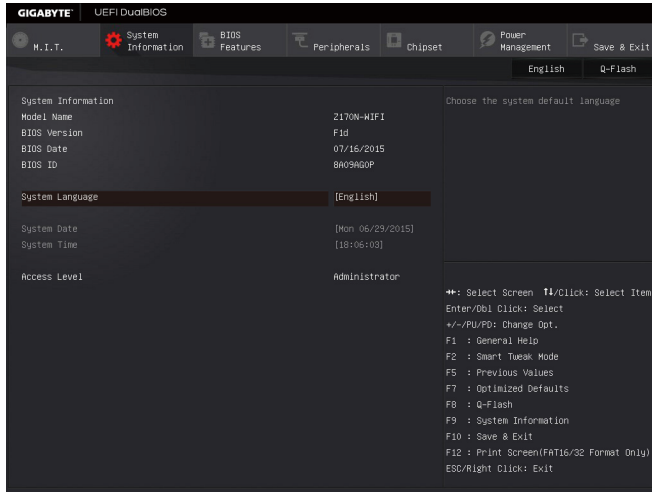 GIGABYTE™ UEFI DualBIOS
M.I.T. System Information BIOS Features Peripherals Chipset Power Management Save & Exit
English Q-Flash
System Information
Model Name Z170N-WIFI
BIOS Version F1d
BIOS Date 07/16/2015
BIOS ID 8A09AG0P
System Language [English]
System Date [Mon 06/29/2015]
System Time [18:06:03]
Access Level Administrator
Choose the system default language
→←: Select Screen ↑↓/Click: Select Item
Enter/Dbl Click: Select
+/-/PU/PD: Change Opt.
F1 : General Help
F2 : Smart Tweak Mode
F5 : Previous Values
F7 : Optimized Defaults
F8 : Q-Flash
F9 : System Information
F10 : Save & Exit
F12 : Print Screen(FAT16/32 Format Only)
ESC/Right Click: Exit